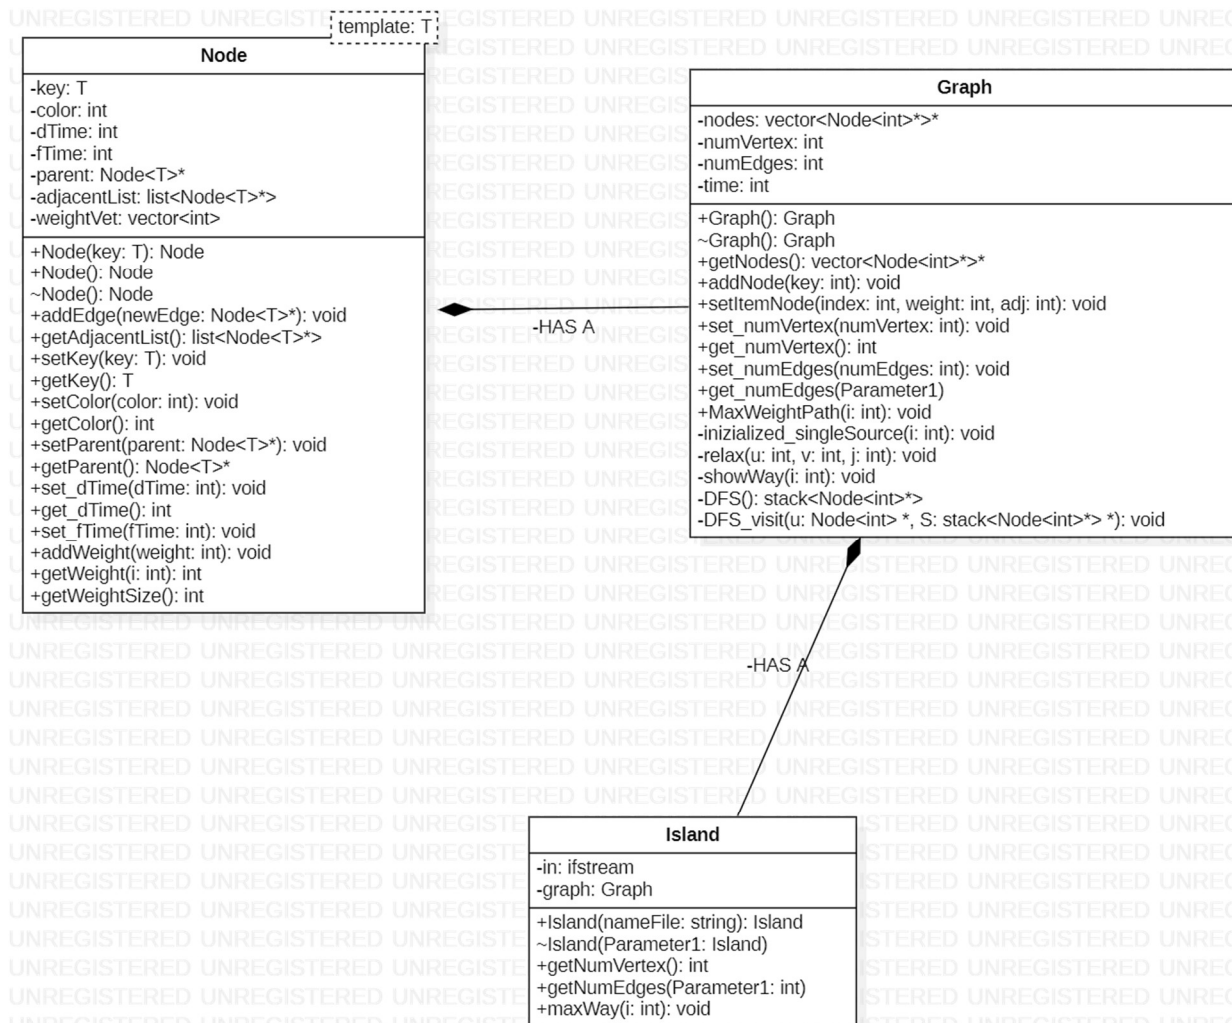 template: T
Node
-key: T
-color: int
-dTime: int
-fTime: int
-parent: Node<T>*
-adjacentList: list<Node<T>*>
-weightVet: vector<int>
+Node(key: T): Node
+Node(): Node
~Node(): Node
+addEdge(newEdge: Node<T>*): void
+getAdjacentList(): list<Node<T>*>
+setKey(key: T): void
+getKey(): T
+setColor(color: int): void
+getColor(): int
+setParent(parent: Node<T>*): void
+getParent(): Node<T>*
+set_dTime(dTime: int): void
+get_dTime(): int
+set_fTime(fTime: int): void
+addWeight(weight: int): void
+getWeight(i: int): int
+getWeightSize(): int
-HAS A
Graph
-nodes: vector<Node<int>*>*
-numVertex: int
-numEdges: int
-time: int
+Graph(): Graph
~Graph(): Graph
+getNodes(): vector<Node<int>*>*
+addNode(key: int): void
+setItemNode(index: int, weight: int, adj: int): void
+set_numVertex(numVertex: int): void
+get_numVertex(): int
+set_numEdges(numEdges: int): void
+get_numEdges(Parameter1)
+MaxWeightPath(i: int): void
-inizialized_singleSource(i: int): void
-relax(u: int, v: int, j: int): void
-showWay(i: int): void
-DFS(): stack<Node<int>*>
-DFS_visit(u: Node<int> *, S: stack<Node<int>*> *): void
-HAS A
Island
-in: ifstream
-graph: Graph
+Island(nameFile: string): Island
~Island(Parameter1: Island)
+getNumVertex(): int
+getNumEdges(Parameter1: int)
+maxWay(i: int): void